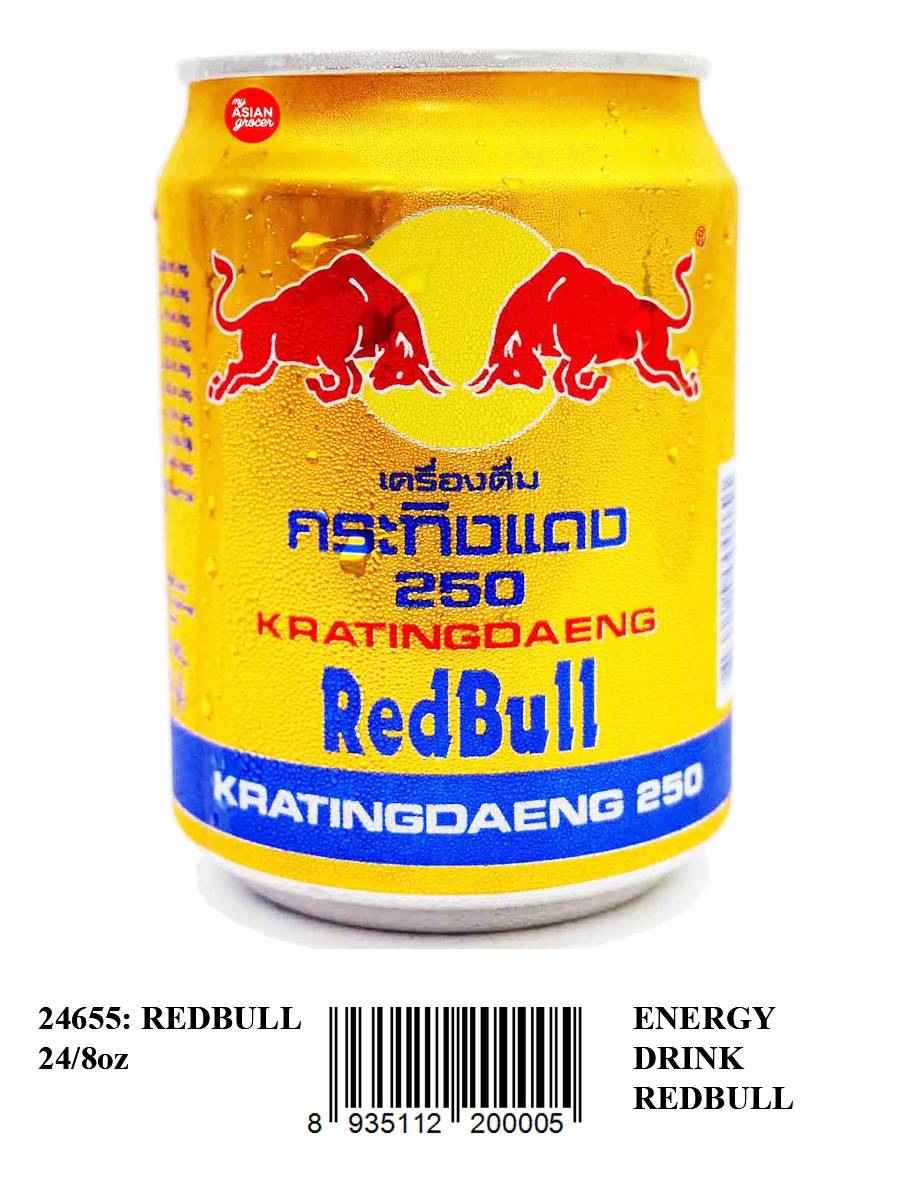 my
ASIAN
grocer
®
เครื่องดื่ม
กระทิงแดง
250
KRATINGDAENG
RedBull
KRATINGDAENG 250
24655: REDBULL
24/8oz
8 935112 200005
ENERGY
DRINK
REDBULL